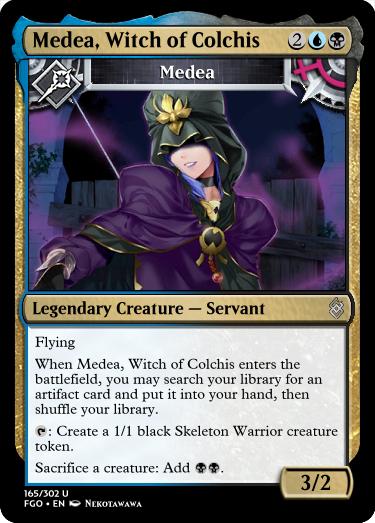 Medea, Witch of Colchis 2
Medea
Legendary Creature — Servant
Flying
When Medea, Witch of Colchis enters the
battlefield, you may search your library for an
artifact card and put it into your hand, then
shuffle your library.
: Create a 1/1 black Skeleton Warrior creature
token.
Sacrifice a creature: Add .
3/2
165/302 U
FGO • EN Nekotawawa